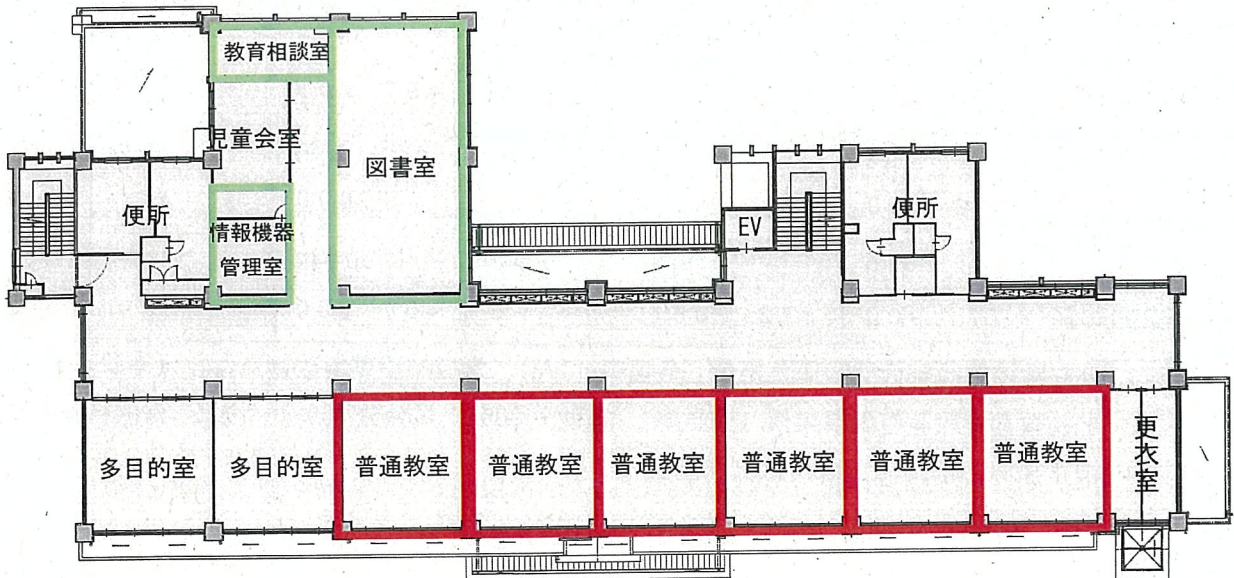 教育相談室
児童会室
図書室
便所
情報機器
管理室
EV
便所
多目的室
多目的室
普通教室
普通教室
普通教室
普通教室
普通教室
普通教室
更衣室